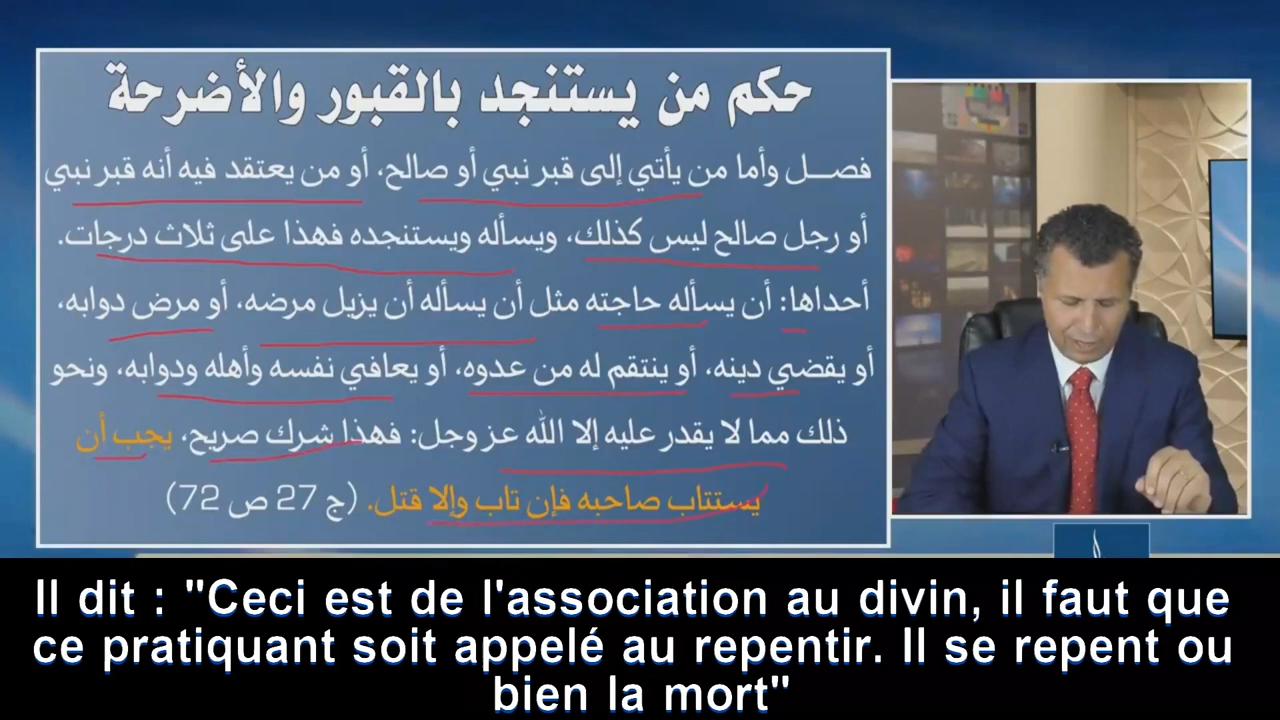 حكم من يستنجد بالقبور والأضرحة
فصـــل وأما من يأتي إلى قبر نبي أو صالح، أو من يعتقد فيه أنه قبر نبي
أو رجل صالح ليس كذلك، ويسأله ويستنجده فهذا على ثلاث درجات.
أحداها: أن يسأله حاجته مثل أن يسأله أن يزيل مرضه، أو مرض دوابه،
أو يقضي دينه، أو ينتقم له من عدوه، أو يعافي نفسه وأهله ودوابه، ونحو
ذلك مما لا يقدر عليه إلا الله عز وجل: فهذا شرك صريح، يجب أن
يستتاب صاحبه فإن تاب وإلا قتل. (ج 27 ص 72)
Il dit : "Ceci est de l'association au divin, il faut que
ce pratiquant soit appelé au repentir. Il se repent ou
bien la mort"